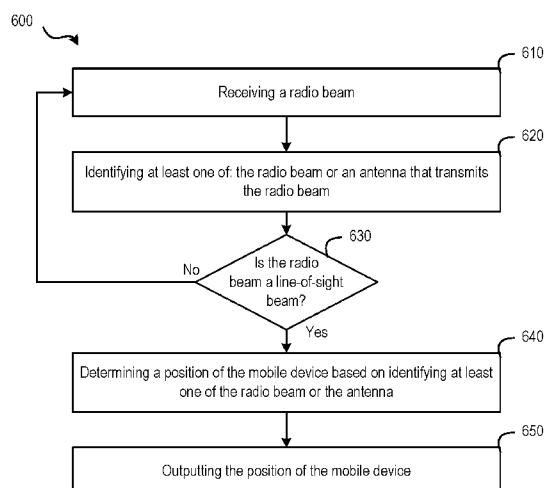 600
610
Receiving a radio beam
620
Identifying at least one of: the radio beam or an antenna that transmits
the radio beam
630
Is the radio
beam a line-of-sight
beam?
No
Yes
640
Determining a position of the mobile device based on identifying at least
one of the radio beam or the antenna
650
Outputting the position of the mobile device